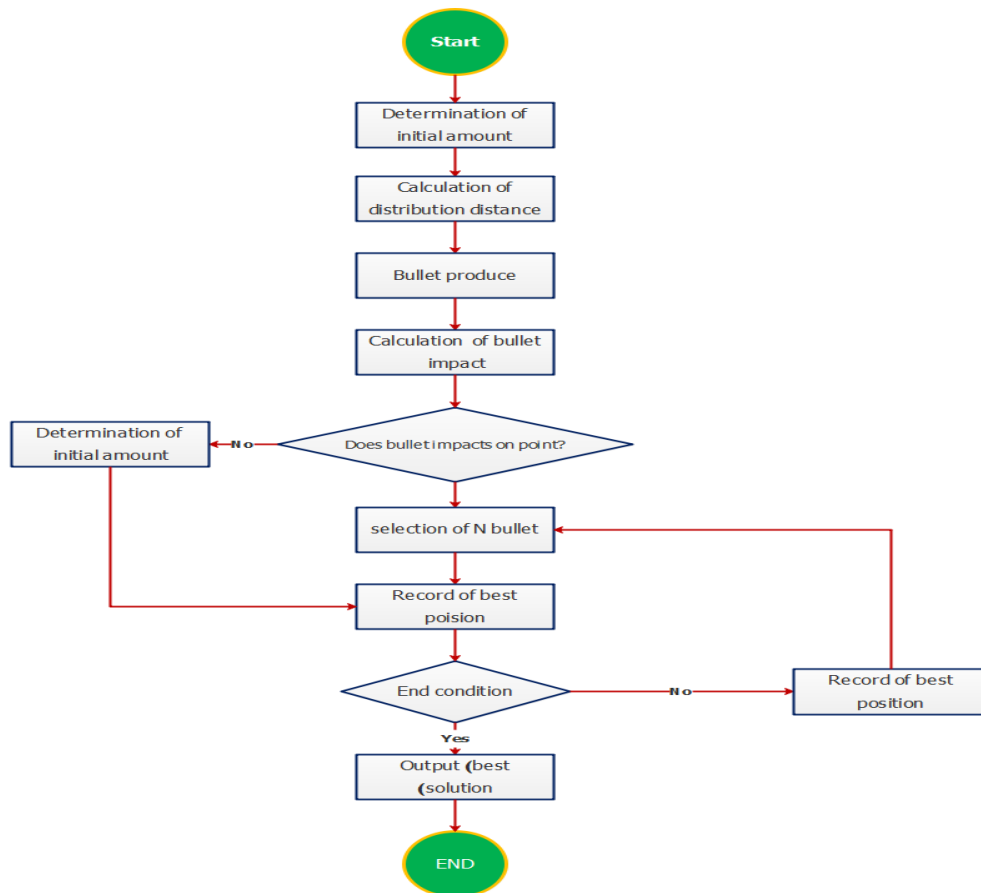 Start
Determination of
initial amount
Calculation of
distribution distance
Bullet produce
Calculation of bullet
impact
Does bullet impacts on point?
No
Determination of
initial amount
selection of N bullet
Record of best
poision
End condition
No
Record of best
position
Yes
Output (best
(solution
END